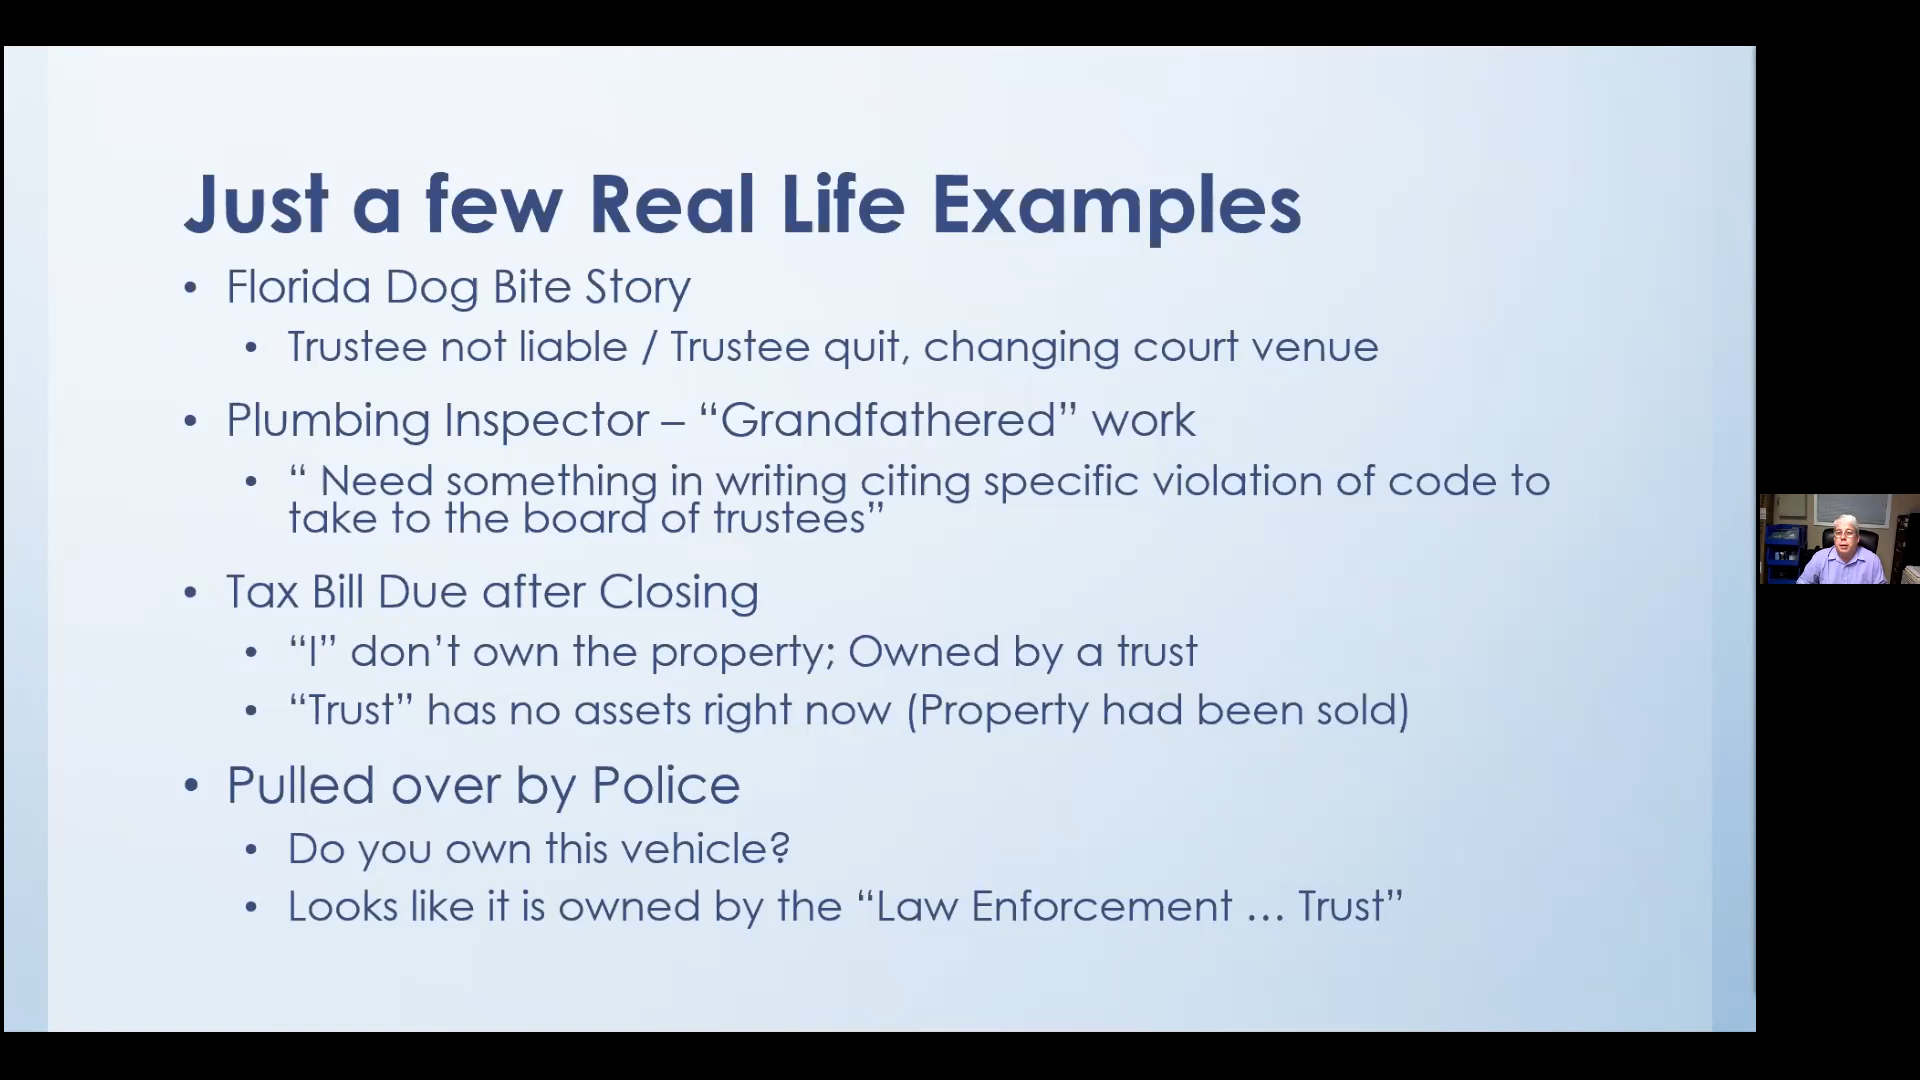 Just a few Real Life Examples
• Florida Dog Bite Story
• Trustee not liable / Trustee quit, changing court venue
• Plumbing Inspector – “Grandfathered” work
• “ Need something in writing citing specific violation of code to
take to the board of trustees”
• Tax Bill Due after Closing
• “I” don’t own the property; Owned by a trust
• “Trust” has no assets right now (Property had been sold)
• Pulled over by Police
• Do you own this vehicle?
• Looks like it is owned by the “Law Enforcement … Trust”